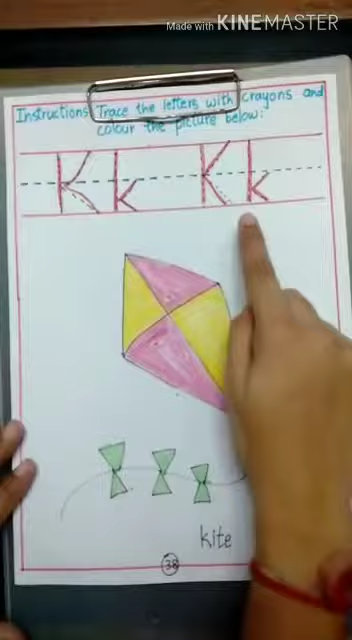 Made with KINEMASTER
Instructions: Trace the letters with crayons and
colour the picture below:
K k K k
kite
38